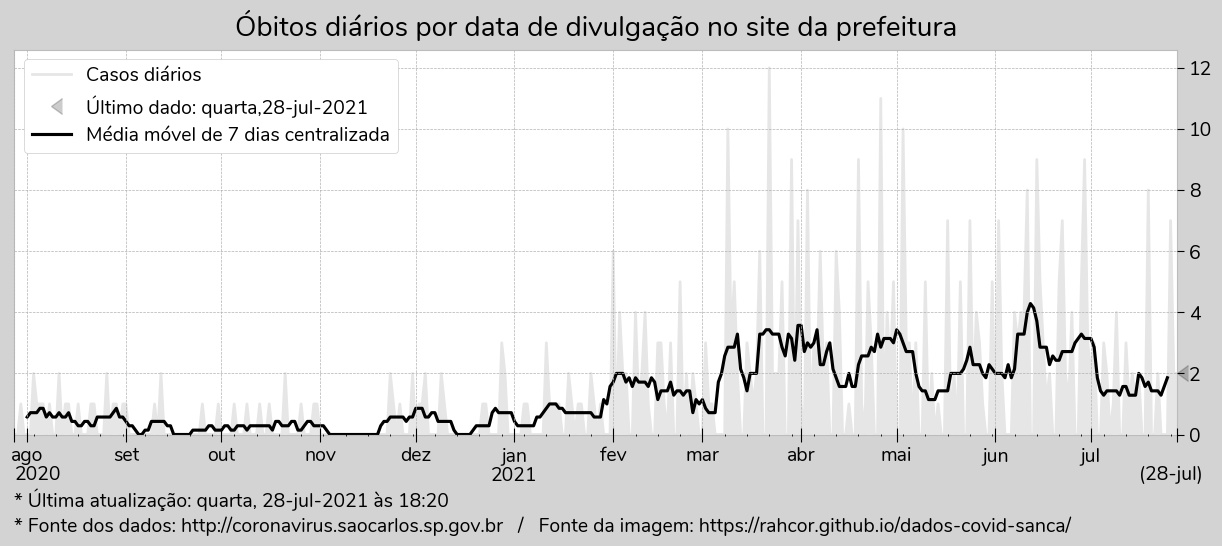 Óbitos diários por data de divulgação no site da prefeitura
Casos diários
Último dado: quarta,28-jul-2021
Média móvel de 7 dias centralizada
12
10
8
6
4
2
0
ago set out nov dez jan fev mar abr mai jun jul
2020 2021 (28-jul)
* Última atualização: quarta, 28-jul-2021 às 18:20
* Fonte dos dados: http://coronavirus.saocarlos.sp.gov.br / Fonte da imagem: https://rahcor.github.io/dados-covid-sanca/